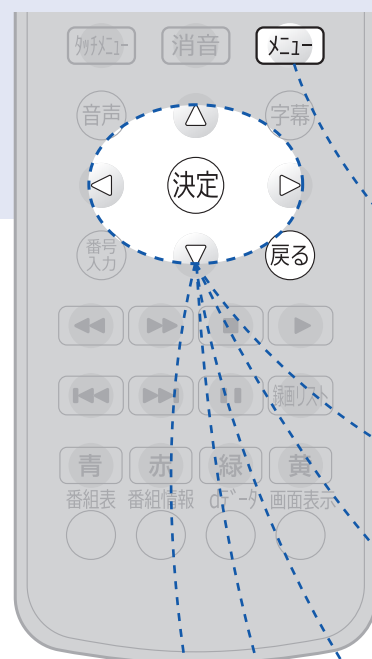 タッチメニュー 消音 メニュー
音声 字幕
決定
番号
入力
戻る
録画リスト
青 赤 緑 黄
番組表 番組情報 dデータ 画面表示